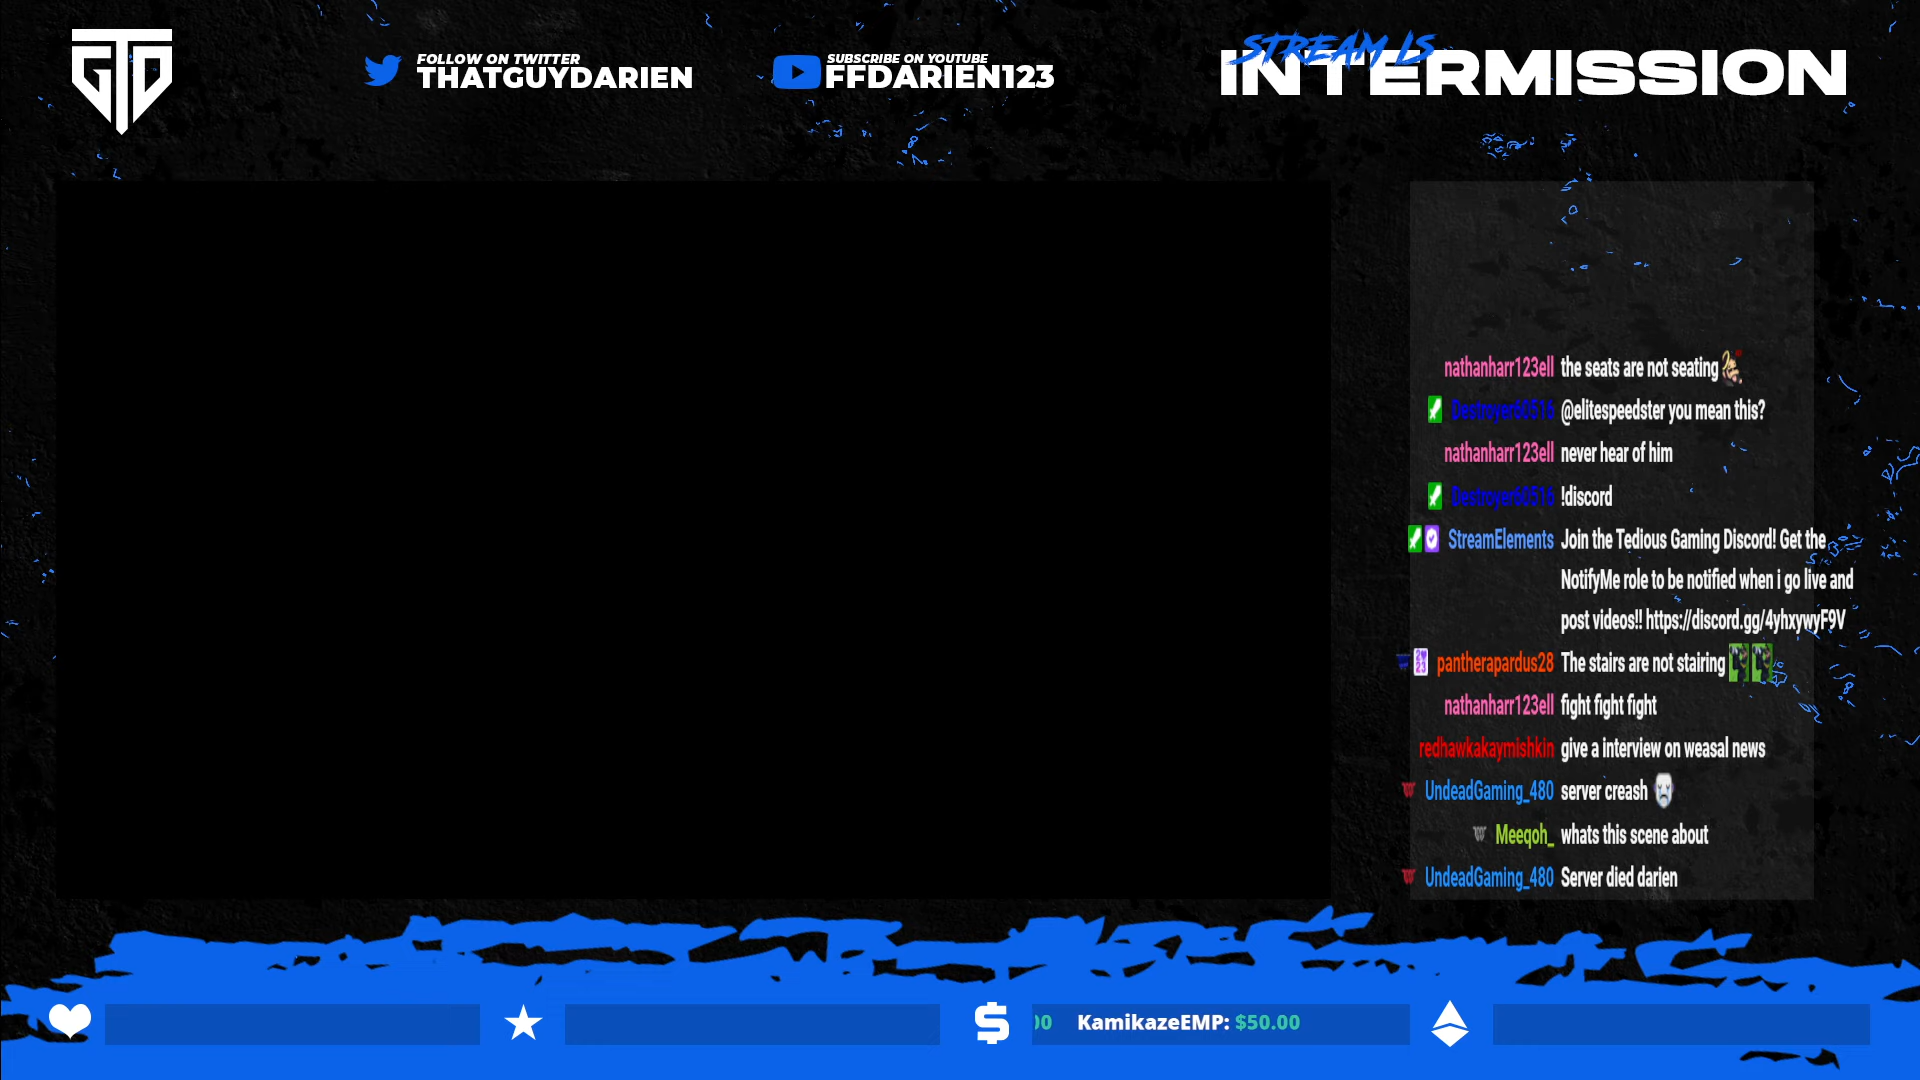 GTD
FOLLOW ON TWITTER
THATGUYDARIEN
SUBSCRIBE ON YOUTUBE
FFDARIEN123
STREAM IS
INTERMISSION
nathanharr123ell the seats are not seating
Destroyer60516 @elitespeedster you mean this?
nathanharr123ell never hear of him
Destroyer60516 !discord
StreamElements Join the Tedious Gaming Discord! Get the
NotifyMe role to be notified when i go live and
post videos!! https://discord.gg/4yhxywyF9V
pantherapardus28 The stairs are not stairing
nathanharr123ell fight fight fight
redhawkakaymishkin give a interview on weasal news
UndeadGaming_480 server creash
Meeqoh_ whats this scene about
UndeadGaming_480 Server died darien
00 KamikazeEMP: $50.00